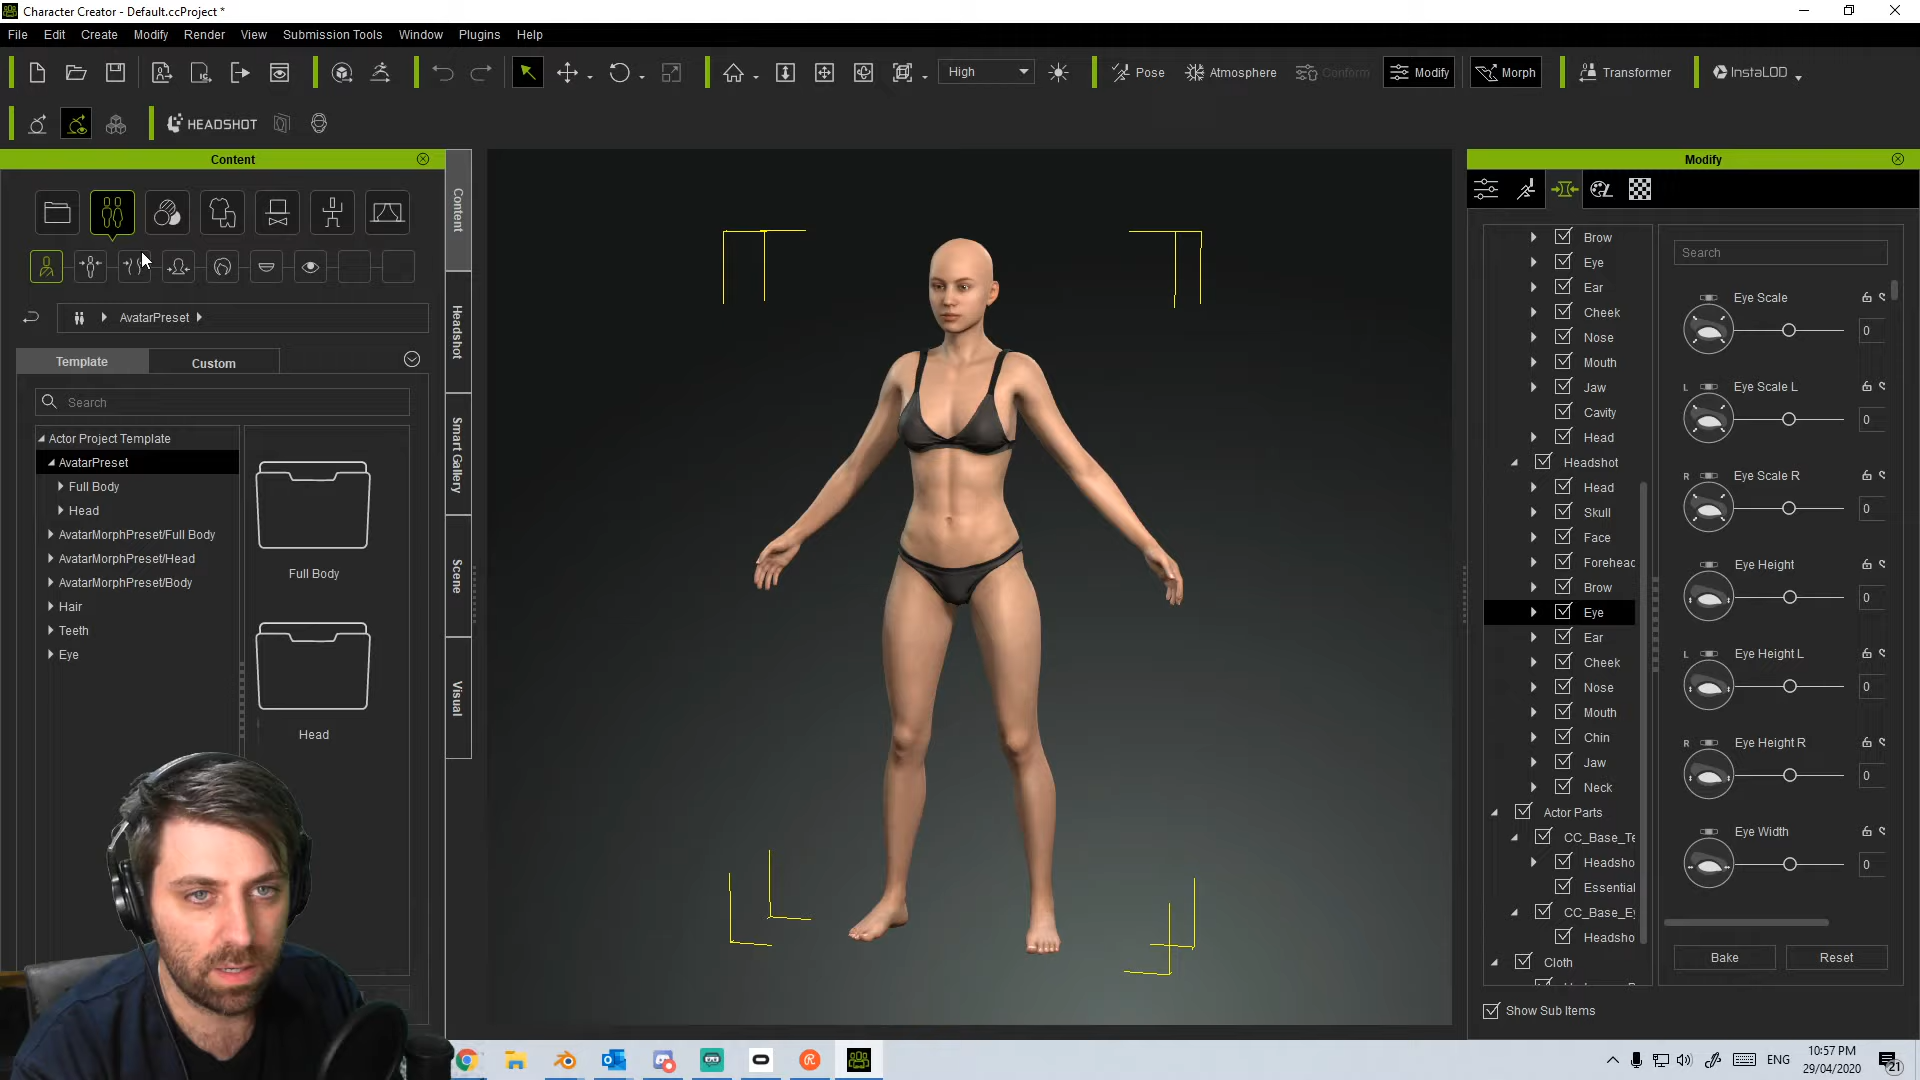 Character Creator - Default.ccProject *
File Edit Create Modify Render View Submission Tools Window Plugins Help
High Pose Atmosphere Conform Modify Morph Transformer InstaLOD
HEADSHOT
Content
Content
Headshot
Smart Gallery
Scene
Visual
AvatarPreset
Template Custom
Search
Actor Project Template
AvatarPreset
Full Body
Head
AvatarMorphPreset/Full Body
AvatarMorphPreset/Head
AvatarMorphPreset/Body
Hair
Teeth
Eye
Full Body
Head
Modify
Brow
Eye
Ear
Cheek
Nose
Mouth
Jaw
Cavity
Head
Headshot
Head
Skull
Face
Forehead
Brow
Eye
Ear
Cheek
Nose
Mouth
Chin
Jaw
Neck
Actor Parts
CC_Base_Te
Headsho
Essential
CC_Base_Ey
Headsho
Cloth
Show Sub Items
Search
Eye Scale
0
L Eye Scale L
0
R Eye Scale R
0
Eye Height
0
L Eye Height L
0
R Eye Height R
0
Eye Width
0
Bake Reset
ENG
10:57 PM
29/04/2020
21